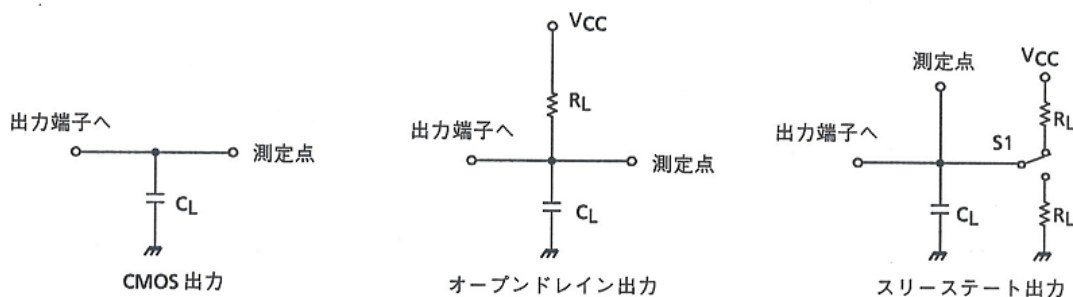 出力端子へ
測定点
CL
CMOS 出力
VCC
RL
出力端子へ
測定点
CL
オープンドレイン出力
測定点
VCC
RL
出力端子へ
S1
CL
RL
スリーステート出力